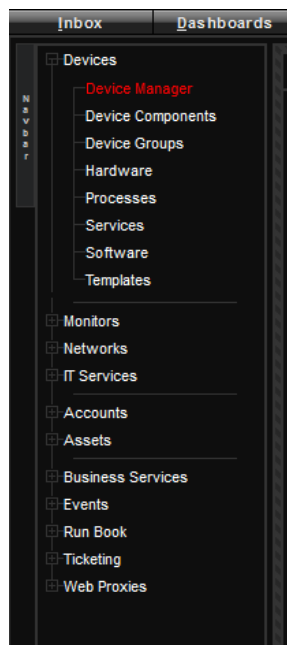 Inbox Dashboards
Navbar
Devices
Device Manager
Device Components
Device Groups
Hardware
Processes
Services
Software
Templates
Monitors
Networks
IT Services
Accounts
Assets
Business Services
Events
Run Book
Ticketing
Web Proxies